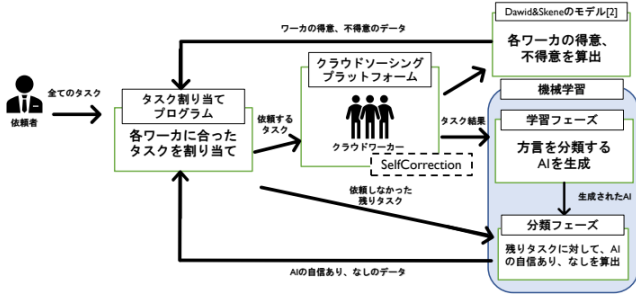 Dawid&Skeneのモデル[2]
各ワーカの得意、
不得意を算出
ワーカの得意、不得意のデータ
クラウドソーシング
プラットフォーム
クラウドワーカー
SelfCorrection
全てのタスク
依頼者
タスク割り当て
プログラム
各ワーカに合った
タスクを割り当て
依頼する
タスク
タスク結果
機械学習
学習フェーズ
方言を分類する
AIを生成
生成されたAI
依頼しなかった
残りタスク
分類フェーズ
残りタスクに対して、AI
の自信あり、なしを算出
AIの自信あり、なしのデータ